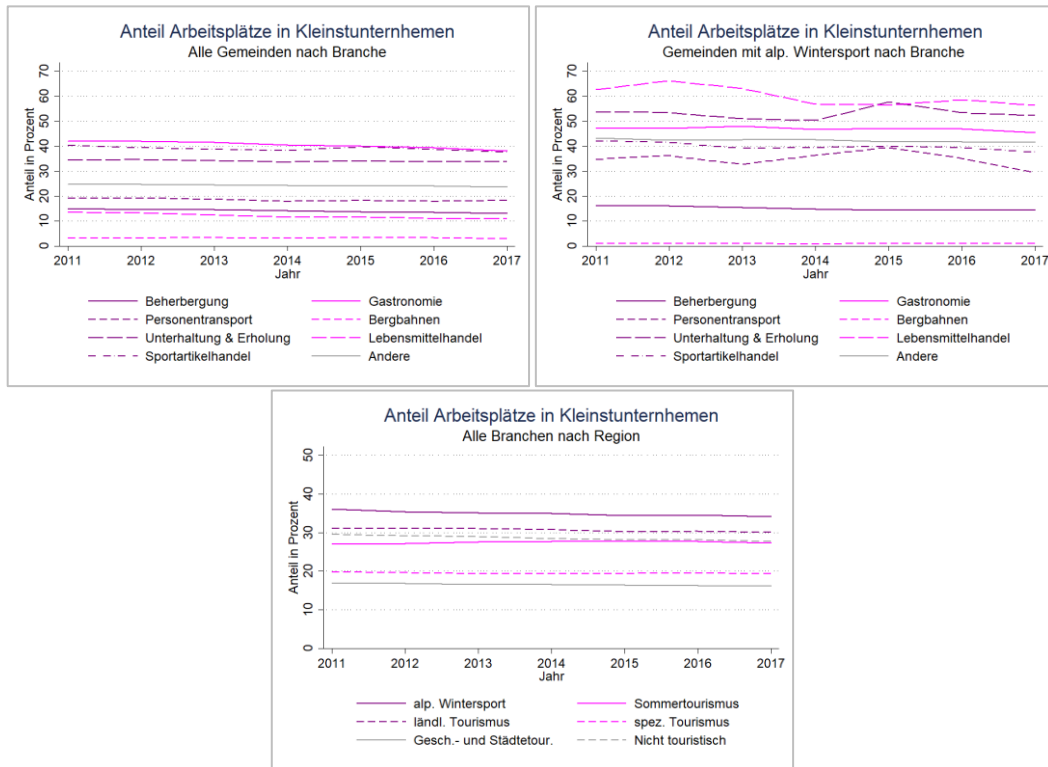 Anteil Arbeitsplätze in Kleinstunternhemen
Alle Gemeinden nach Branche
Anteil in Prozent
70
60
50
40
30
20
10
0
2011 2012 2013 2014 2015 2016 2017
Jahr
Beherbergung Gastronomie
Personentransport Bergbahnen
Unterhaltung & Erholung Lebensmittelhandel
Sportartikelhandel Andere
Anteil Arbeitsplätze in Kleinstunternhemen
Gemeinden mit alp. Wintersport nach Branche
Anteil in Prozent
70
60
50
40
30
20
10
0
2011 2012 2013 2014 2015 2016 2017
Jahr
Beherbergung Gastronomie
Personentransport Bergbahnen
Unterhaltung & Erholung Lebensmittelhandel
Sportartikelhandel Andere
Anteil Arbeitsplätze in Kleinstunternhemen
Alle Branchen nach Region
Anteil in Prozent
50
40
30
20
10
0
2011 2012 2013 2014 2015 2016 2017
Jahr
alp. Wintersport Sommertourismus
ländl. Tourismus spez. Tourismus
Gesch.- und Städtetour. Nicht touristisch